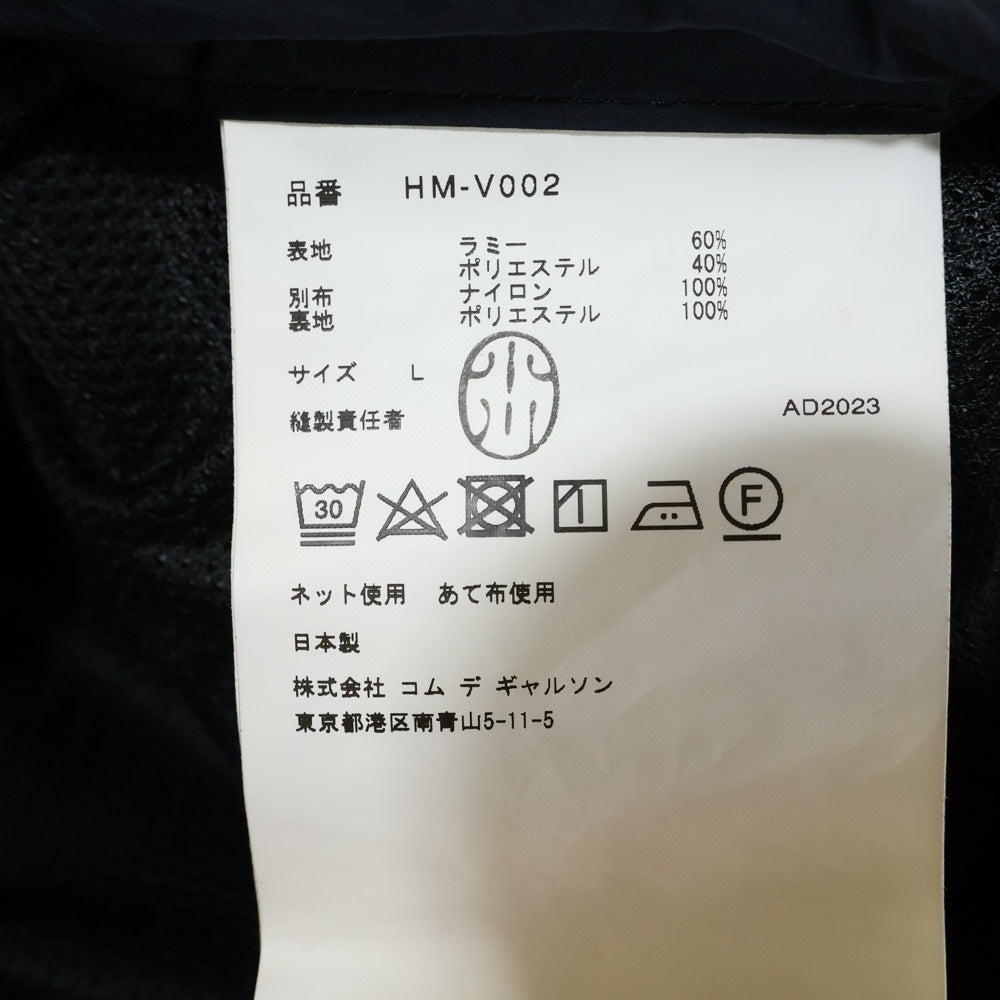 品番 HM-V002
表地 ラミー 60%
ポリエステル 40%
別布 ナイロン 100%
裏地 ポリエステル 100%
サイズ L
縫製責任者 AD2023
30 F
ネット使用 あて布使用
日本製
株式会社 コム デ ギャルソン
東京都港区南青山5-11-5